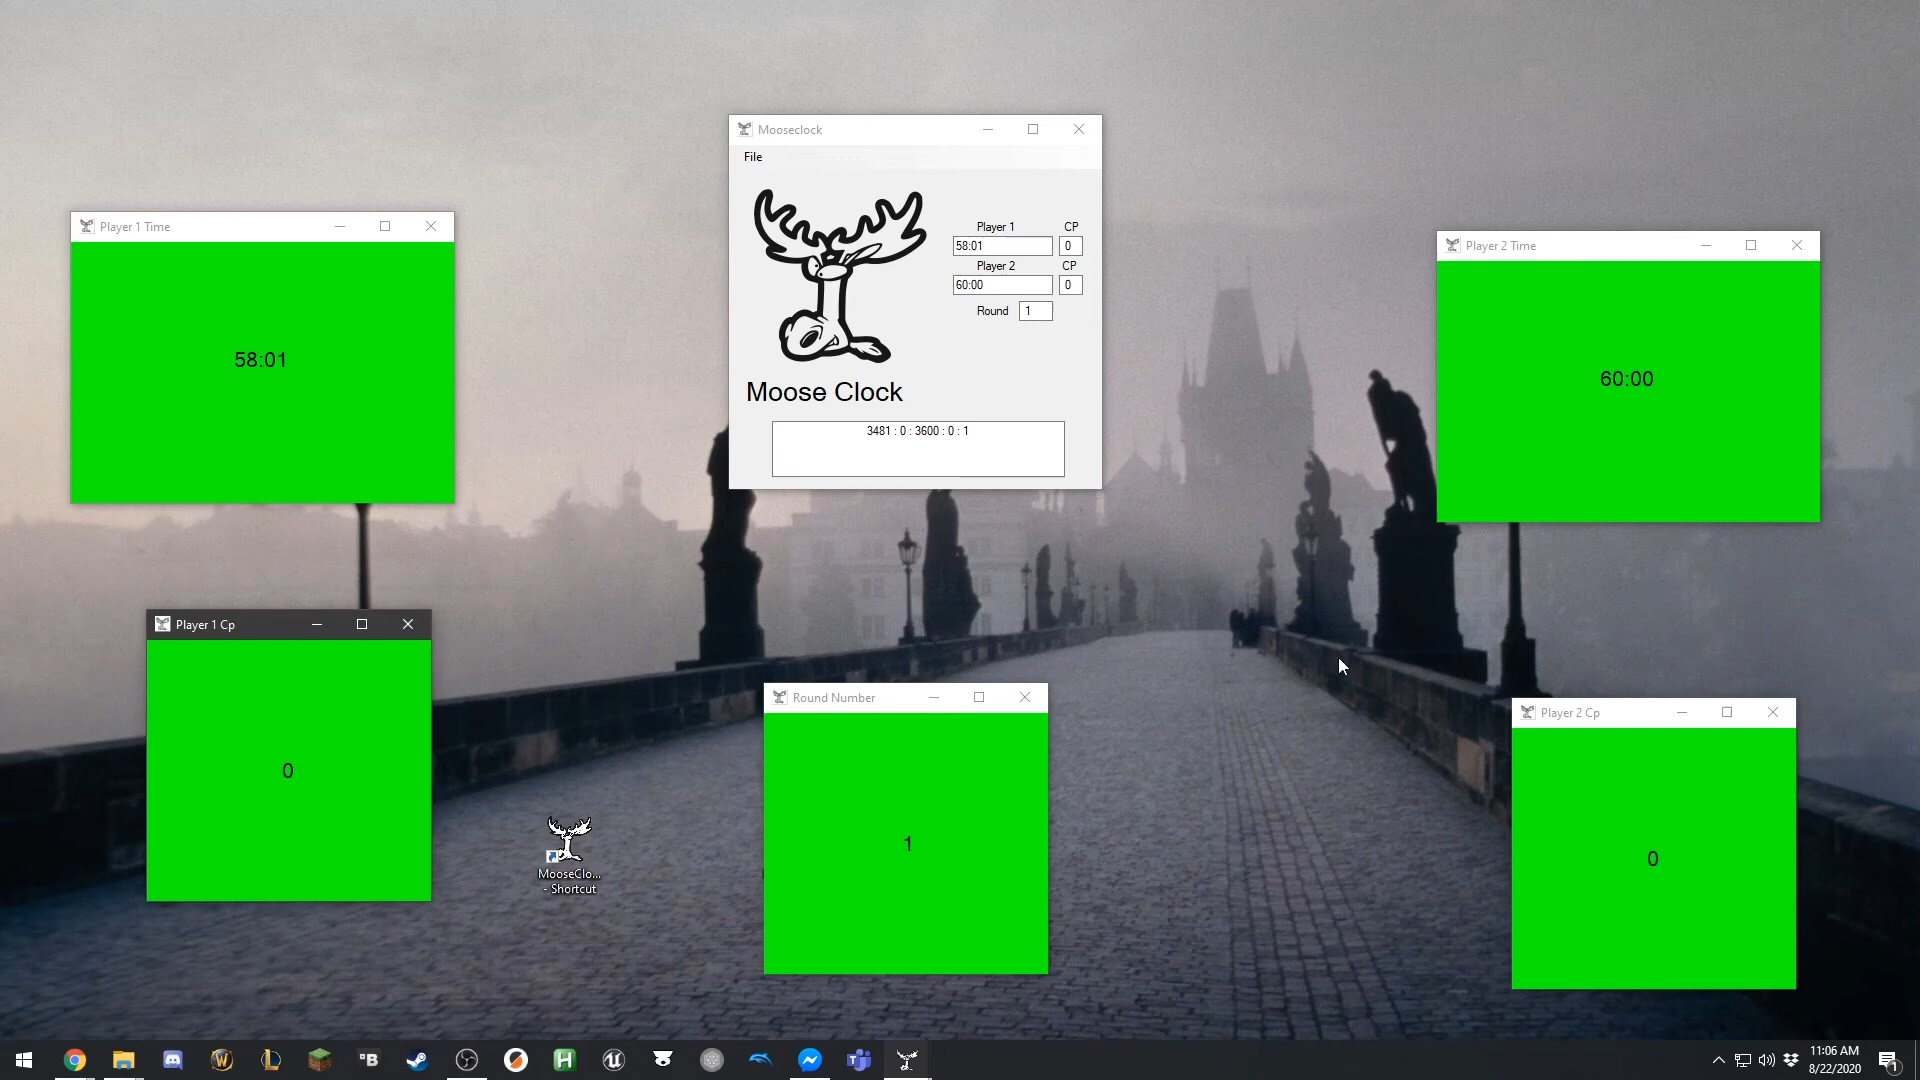 Mooseclock
File
Player 1 CP
58:01 0
Player 2 CP
60:00 0
Round 1
Moose Clock
3481 : 0 : 3600 : 0 : 1
Player 1 Time
58:01
Player 2 Time
60:00
Player 1 Cp
0
Round Number
1
Player 2 Cp
0
MooseClo...
- Shortcut
W
L
B
H
T
11:06 AM
8/22/2020
1